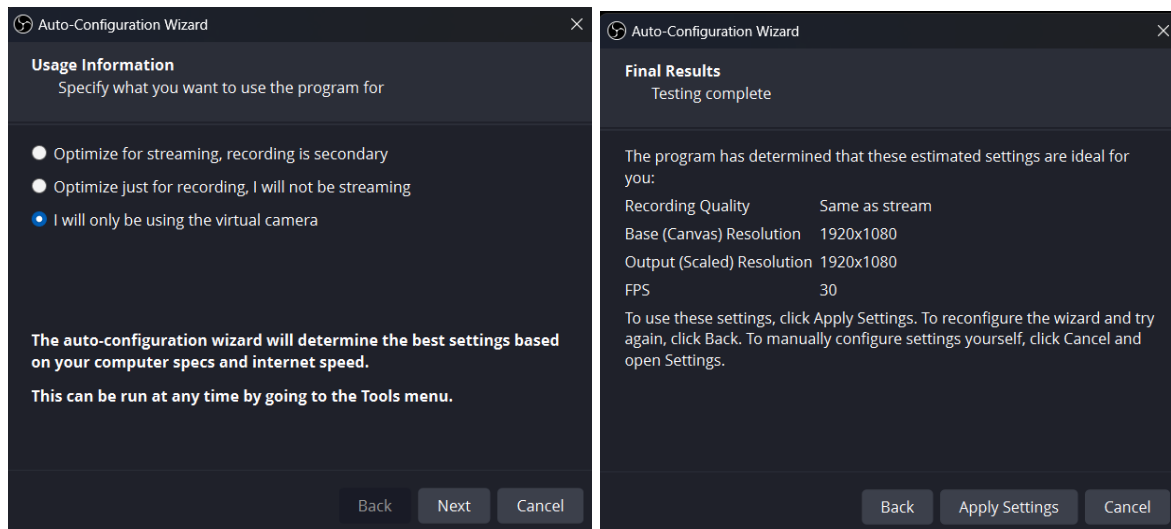 Auto-Configuration Wizard
Usage Information
Specify what you want to use the program for
Optimize for streaming, recording is secondary
Optimize just for recording, I will not be streaming
I will only be using the virtual camera
The auto-configuration wizard will determine the best settings based
on your computer specs and internet speed.
This can be run at any time by going to the Tools menu.
Back Next Cancel
Auto-Configuration Wizard
Final Results
Testing complete
The program has determined that these estimated settings are ideal for
you:
Recording Quality Same as stream
Base (Canvas) Resolution 1920x1080
Output (Scaled) Resolution 1920x1080
FPS 30
To use these settings, click Apply Settings. To reconfigure the wizard and try
again, click Back. To manually configure settings yourself, click Cancel and
open Settings.
Back Apply Settings Cancel